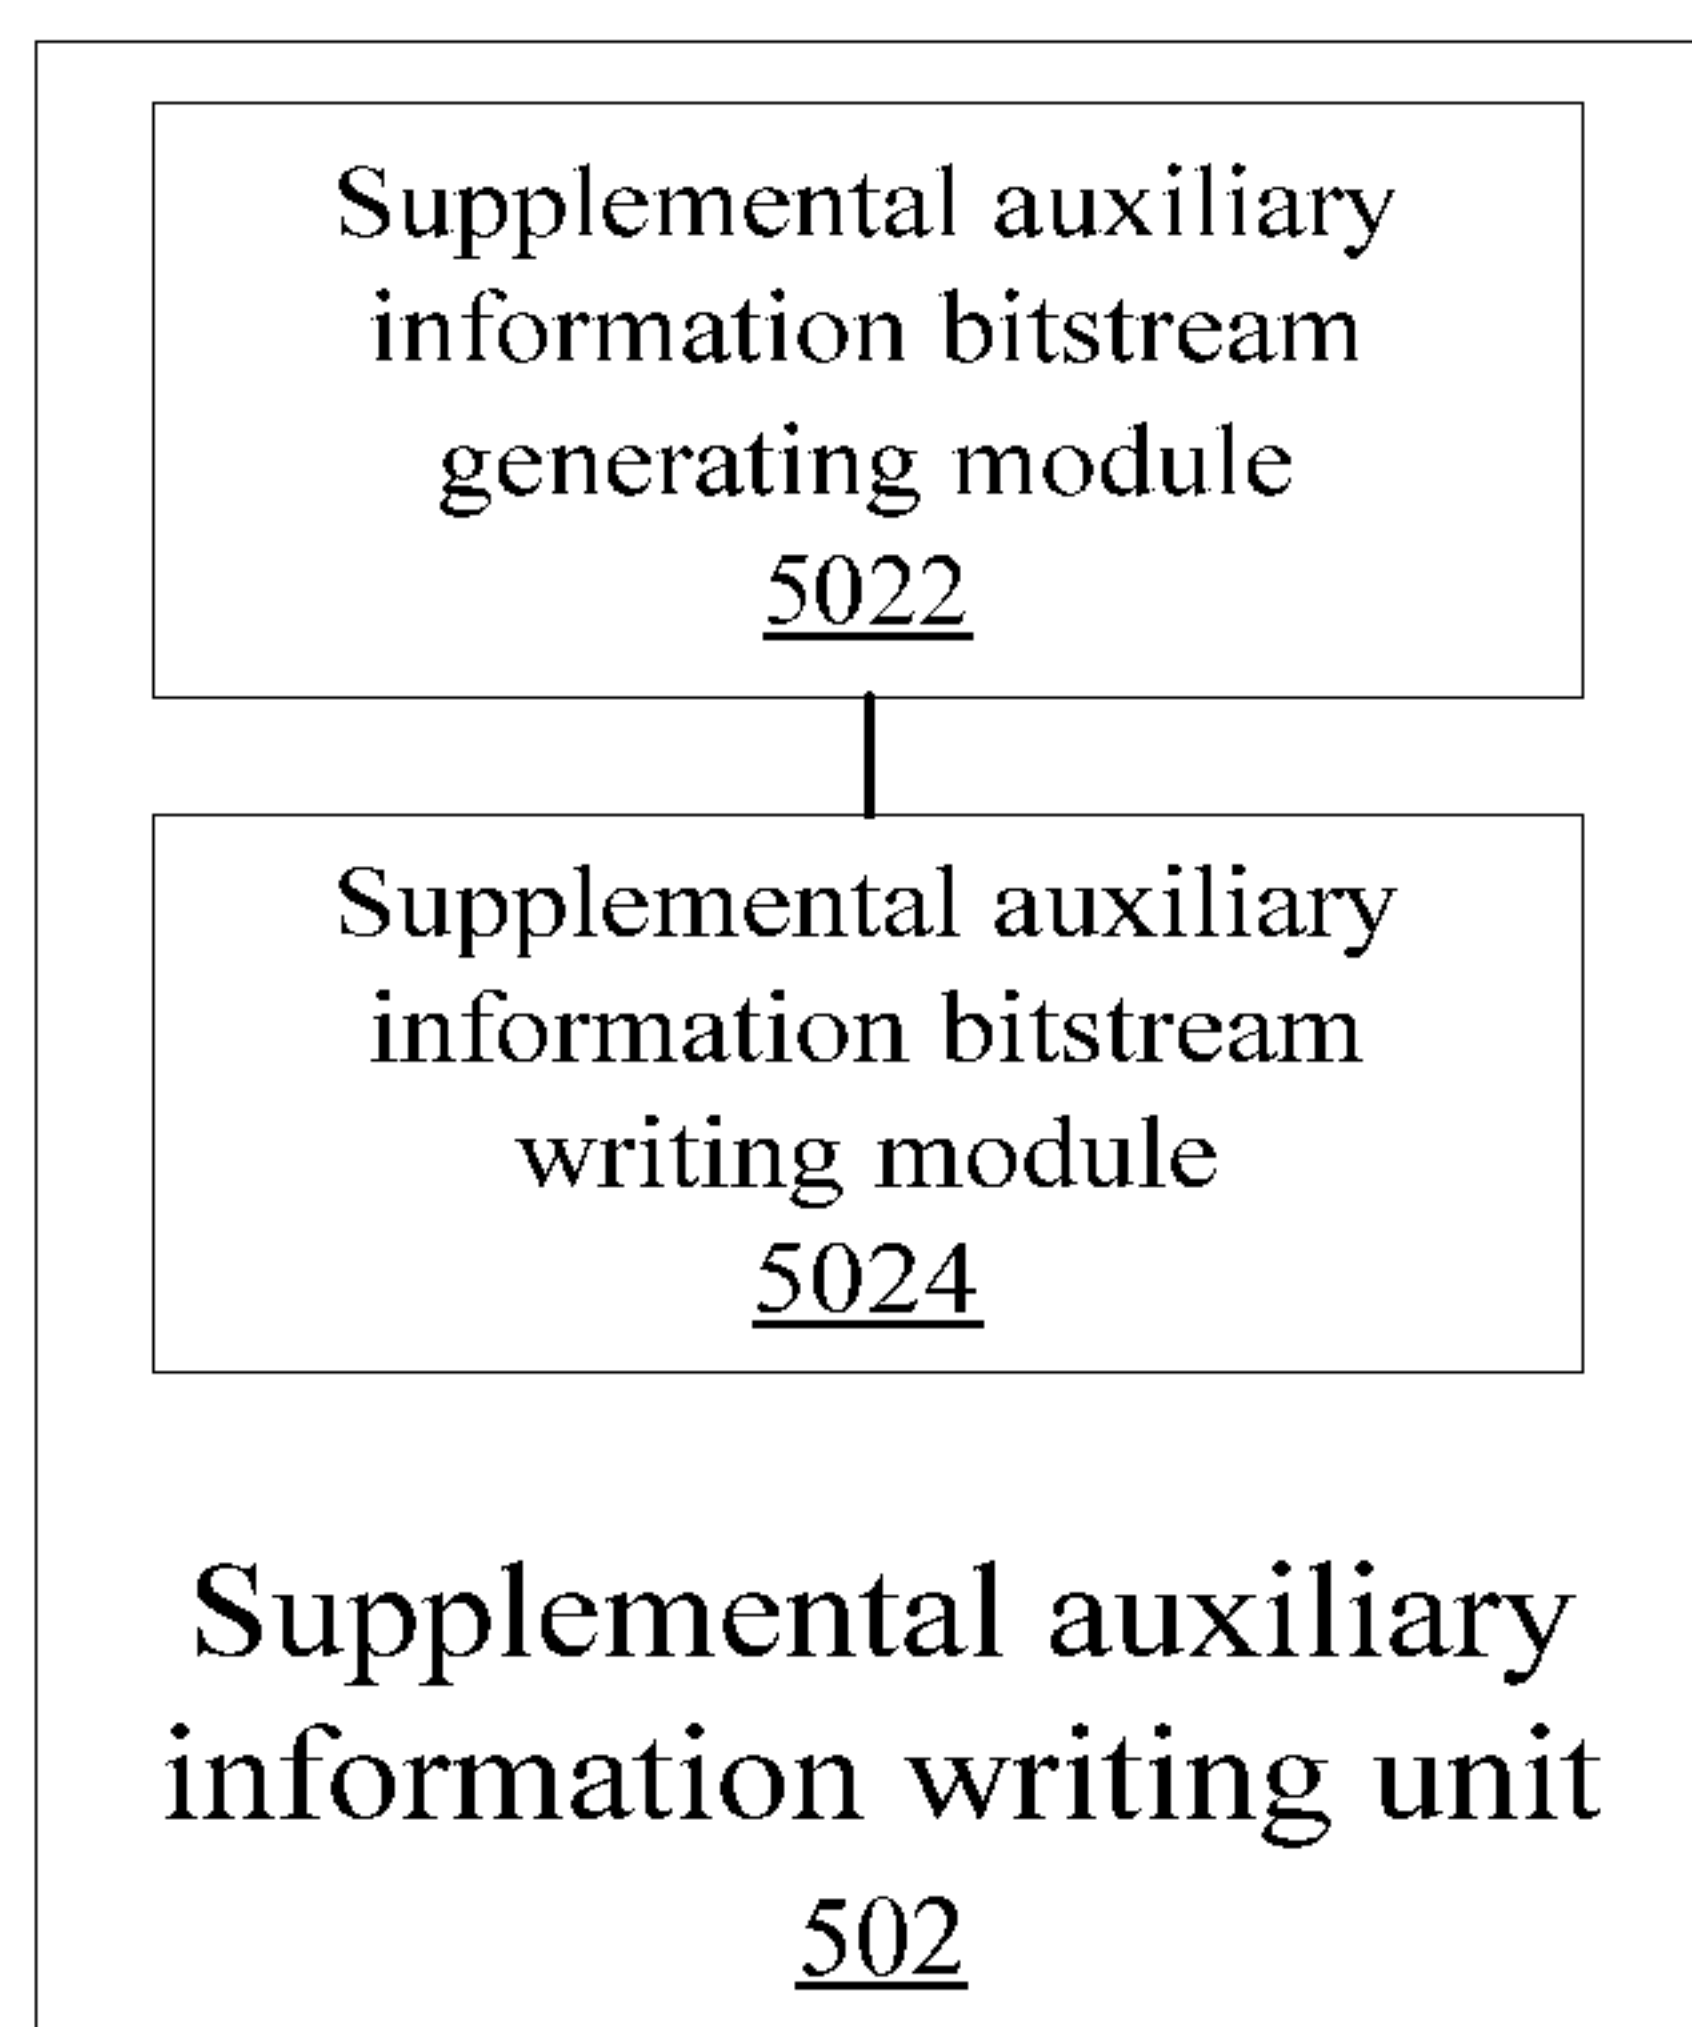 Supplemental auxiliary
information bitstream
generating module
5022
Supplemental auxiliary
information bitstream
writing module
5024
Supplemental auxiliary
information writing unit
502